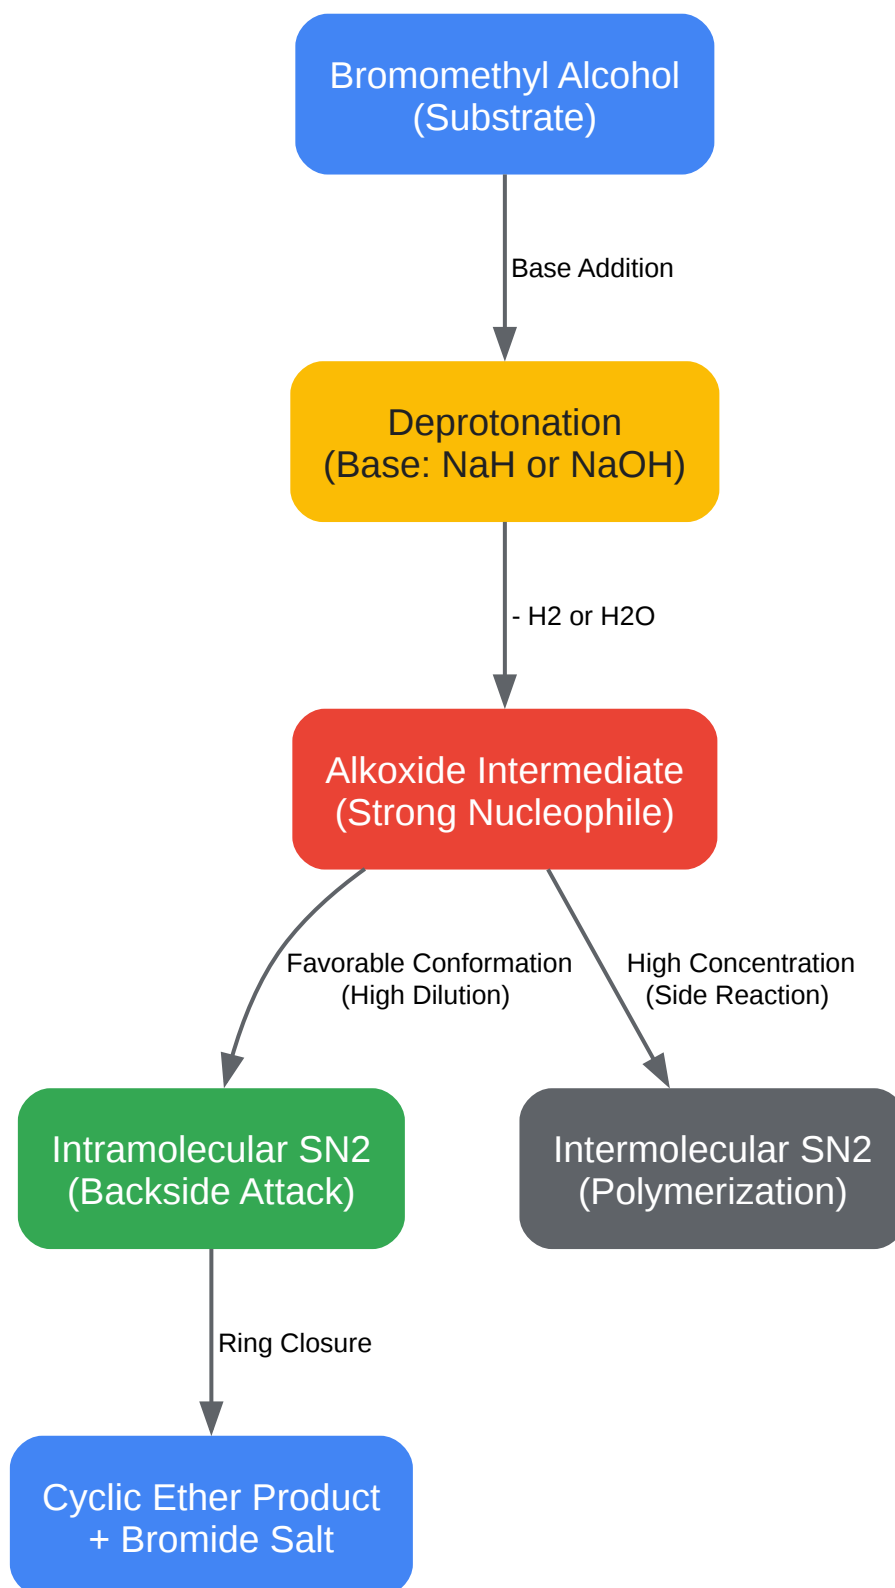 Bromomethyl Alcohol
(Substrate)
Base Addition
Deprotonation
(Base: NaH or NaOH)
- H2 or H2O
Alkoxide Intermediate
(Strong Nucleophile)
Favorable Conformation
(High Dilution)
High Concentration
(Side Reaction)
Intramolecular SN2
(Backside Attack)
Intermolecular SN2
(Polymerization)
Ring Closure
Cyclic Ether Product
+ Bromide Salt